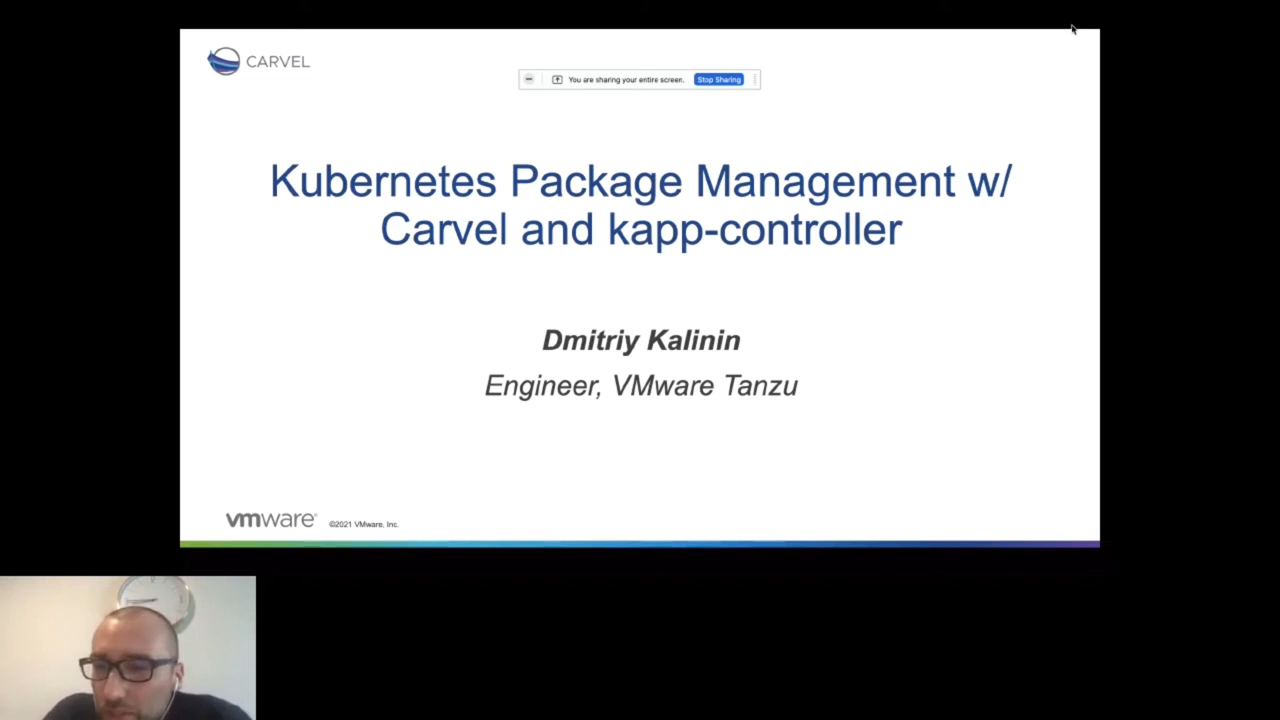 CARVEL
You are sharing your entire screen.
Stop Sharing
Kubernetes Package Management w/
Carvel and kapp-controller
Dmitriy Kalinin
Engineer, VMware Tanzu
vmware®
©2021 VMware, Inc.